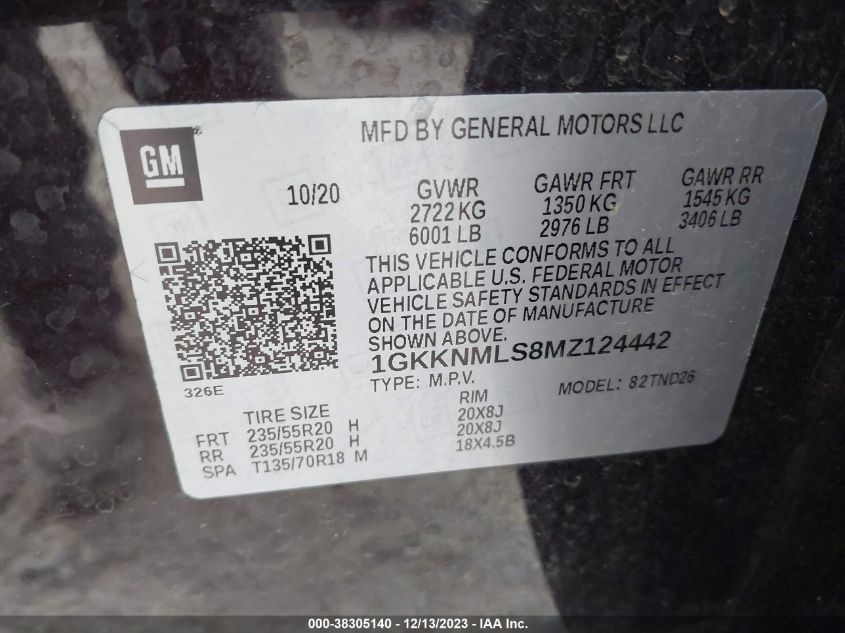 MFD BY GENERAL MOTORS LLC
GM®
10/20
GVWR
2722 KG
6001 LB
GAWR FRT
1350 KG
2976 LB
GAWR RR
1545 KG
3406 LB
THIS VEHICLE CONFORMS TO ALL
APPLICABLE U.S. FEDERAL MOTOR
VEHICLE SAFETY STANDARDS IN EFFECT
ON THE DATE OF MANUFACTURE
SHOWN ABOVE.
1GKKNMLS8MZ124442
TYPE: M.P.V.
MODEL: 82TND26
326E
TIRE SIZE RIM
FRT 235/55R20 H 20X8J
RR 235/55R20 H 20X8J
SPA T135/70R18 M 18X4.5B
000-38305140 - 12/13/2023 - IAA Inc.